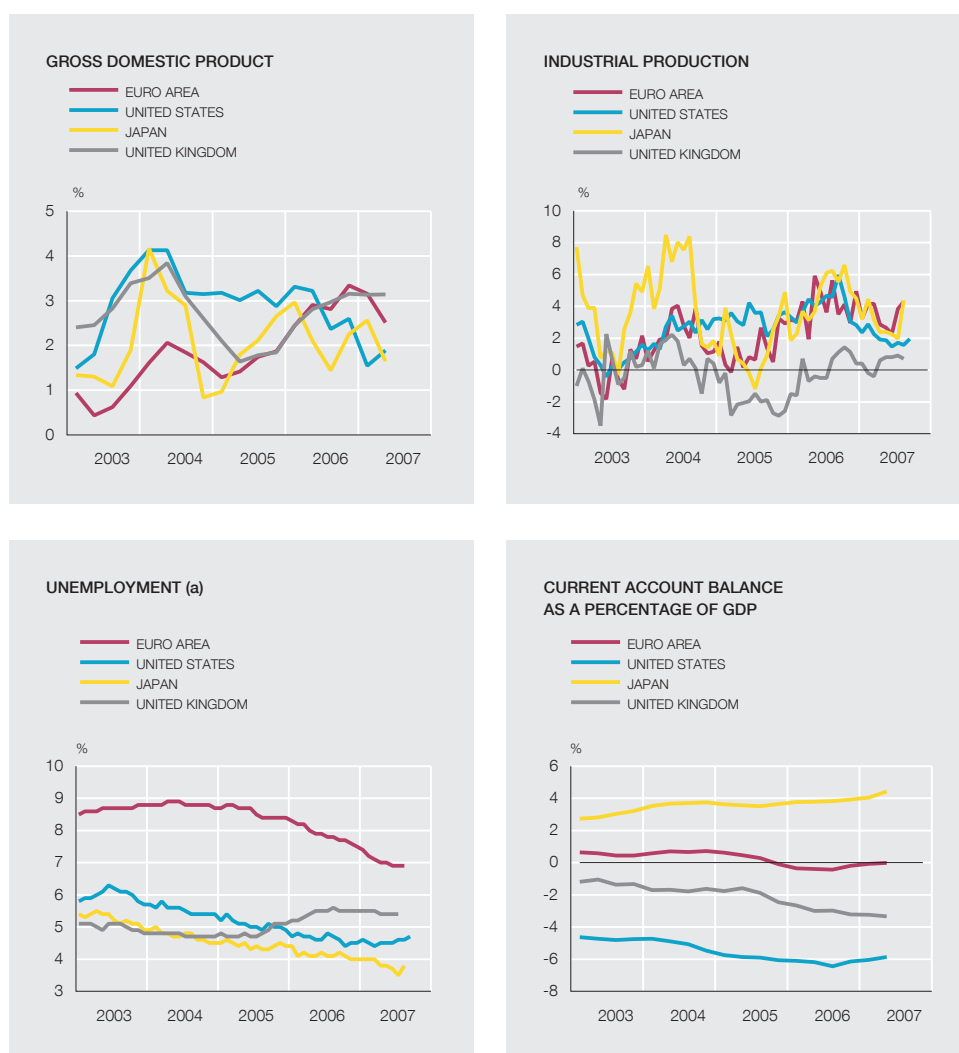 GROSS DOMESTIC PRODUCT
EURO AREA
UNITED STATES
JAPAN
UNITED KINGDOM
%
5
4
3
2
1
0
2003 2004 2005 2006 2007
INDUSTRIAL PRODUCTION
EURO AREA
UNITED STATES
JAPAN
UNITED KINGDOM
%
10
8
6
4
2
0
-2
-4
2003 2004 2005 2006 2007
UNEMPLOYMENT (a)
EURO AREA
UNITED STATES
JAPAN
UNITED KINGDOM
%
10
9
8
7
6
5
4
3
2003 2004 2005 2006 2007
CURRENT ACCOUNT BALANCE
AS A PERCENTAGE OF GDP
EURO AREA
UNITED STATES
JAPAN
UNITED KINGDOM
%
6
4
2
0
-2
-4
-6
-8
2003 2004 2005 2006 2007